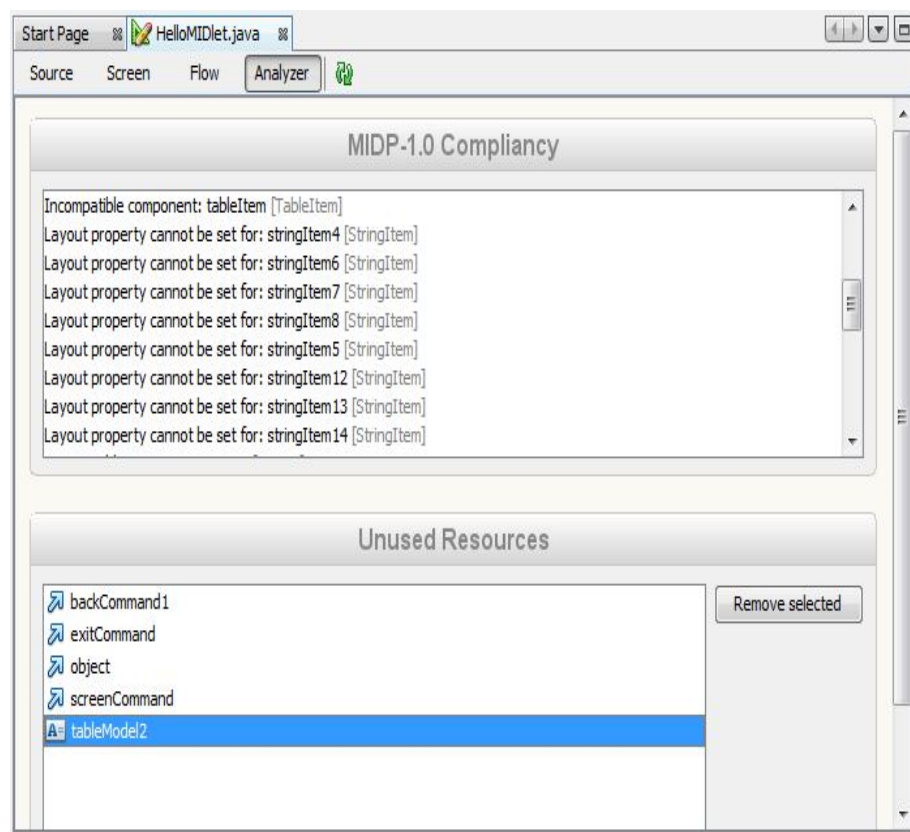 Start Page HelloMIDlet.java
Source Screen Flow Analyzer
MIDP-1.0 Compliancy
Incompatible component: tableItem [TableItem]
Layout property cannot be set for: stringItem4 [StringItem]
Layout property cannot be set for: stringItem6 [StringItem]
Layout property cannot be set for: stringItem7 [StringItem]
Layout property cannot be set for: stringItem8 [StringItem]
Layout property cannot be set for: stringItem5 [StringItem]
Layout property cannot be set for: stringItem12 [StringItem]
Layout property cannot be set for: stringItem13 [StringItem]
Layout property cannot be set for: stringItem14 [StringItem]
Unused Resources
backCommand1
Remove selected
exitCommand
object
screenCommand
tableModel2